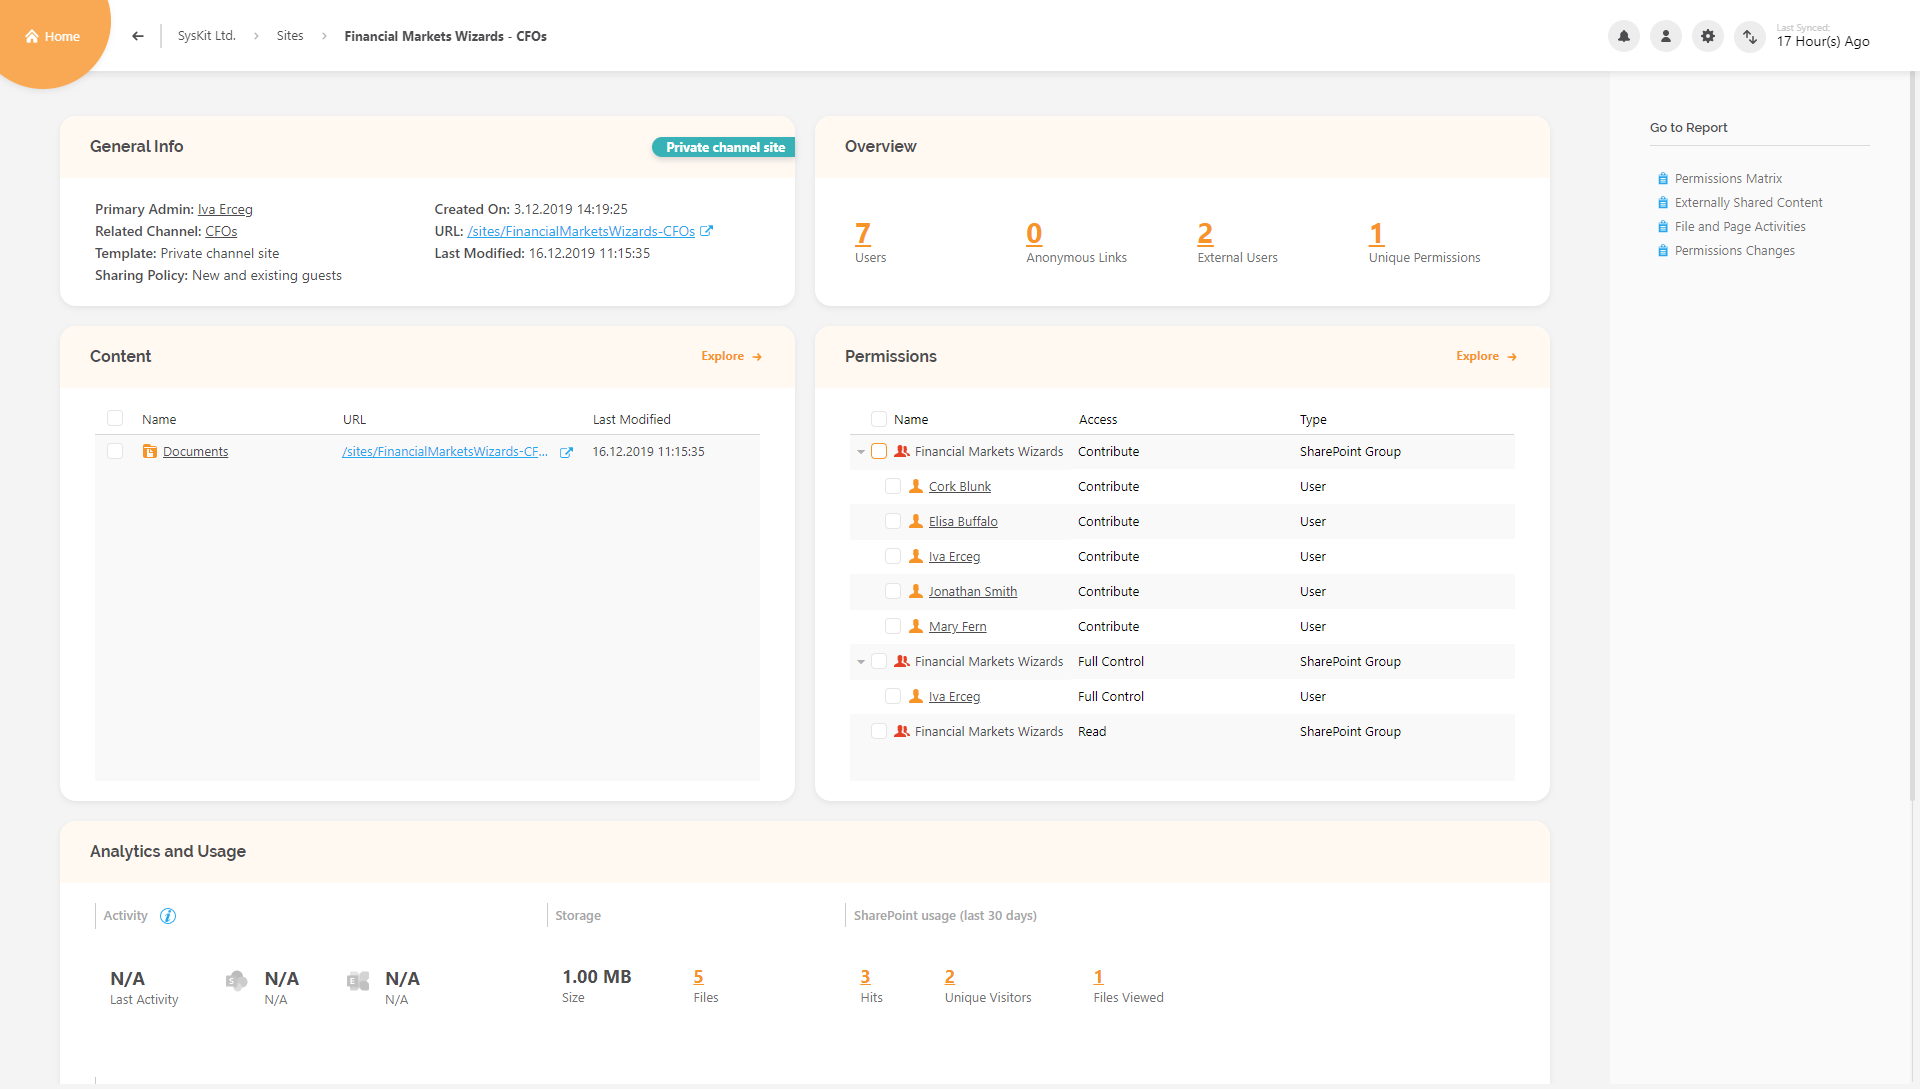 Home
SysKit Ltd. > Sites > Financial Markets Wizards - CFOs
Last Synced:
17 Hour(s) Ago
General Info
Private channel site
Primary Admin: Iva Erceg
Related Channel: CFOs
Template: Private channel site
Sharing Policy: New and existing guests
Created On: 3.12.2019 14:19:25
URL: /sites/FinancialMarketsWizards-CFOs
Last Modified: 16.12.2019 11:15:35
Overview
7 0 2 1
Users Anonymous Links External Users Unique Permissions
Go to Report
Permissions Matrix
Externally Shared Content
File and Page Activities
Permissions Changes
Content Explore
Name URL Last Modified
Documents /sites/FinancialMarketsWizards-CF... 16.12.2019 11:15:35
Permissions Explore
Name Access Type
Financial Markets Wizards Contribute SharePoint Group
Cork Blunk Contribute User
Elisa Buffalo Contribute User
Iva Erceg Contribute User
Jonathan Smith Contribute User
Mary Fern Contribute User
Financial Markets Wizards Full Control SharePoint Group
Iva Erceg Full Control User
Financial Markets Wizards Read SharePoint Group
Analytics and Usage
Activity i
N/A S N/A E N/A
Last Activity N/A N/A
Storage
1.00 MB 5
Size Files
SharePoint usage (last 30 days)
3 2 1
Hits Unique Visitors Files Viewed